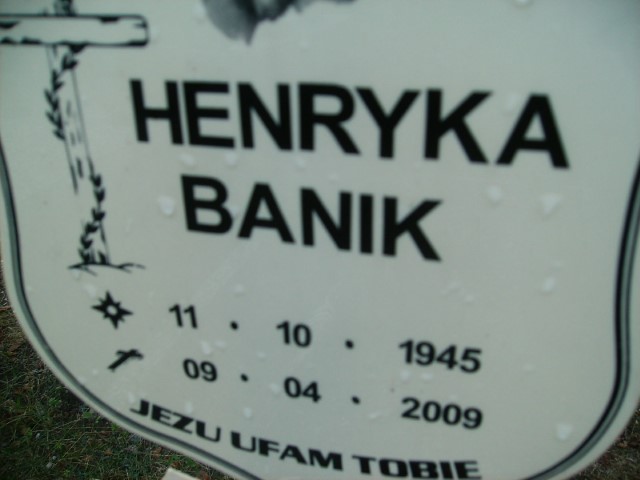 HENRYKA
BANIK
11 . 10 . 1945
09 . 04 . 2009
JEZU UFAM TOBIE